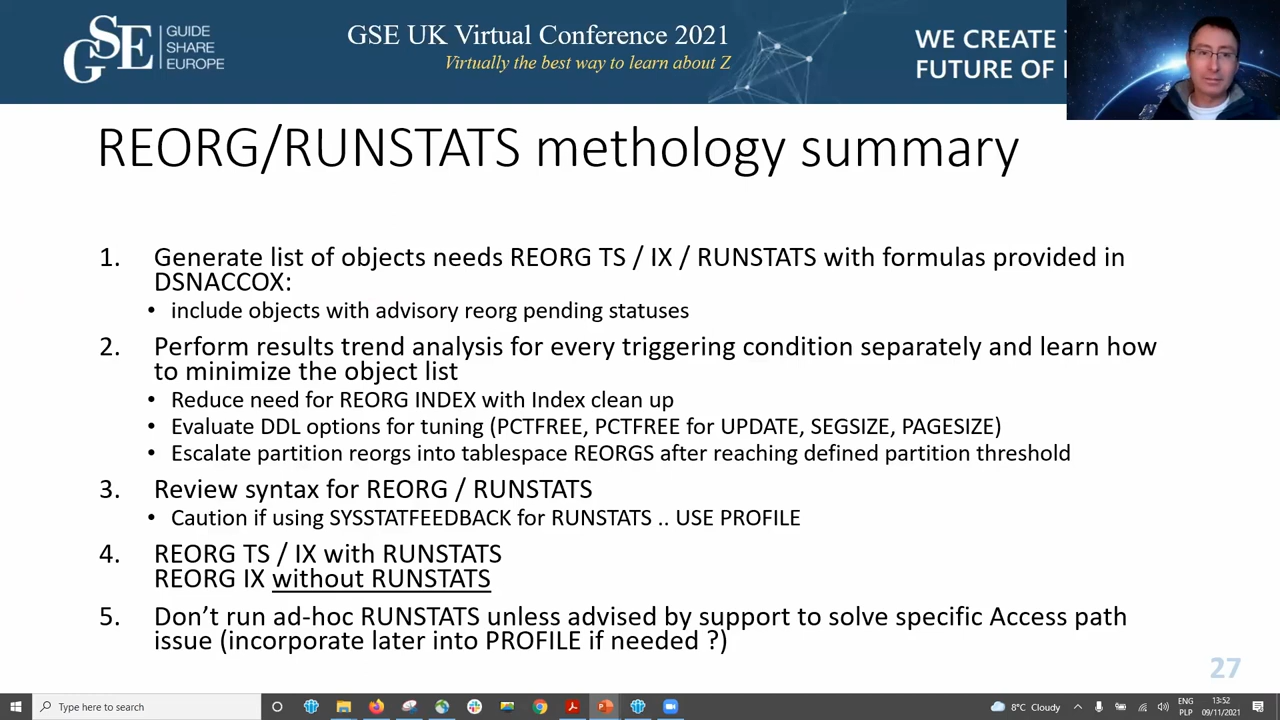 GSE
GUIDE
SHARE
EUROPE
GSE UK Virtual Conference 2021
Virtually the best way to learn about Z
WE CREATE
FUTURE OF
REORG/RUNSTATS methology summary
1. Generate list of objects needs REORG TS / IX / RUNSTATS with formulas provided in
DSNACCOX:
• include objects with advisory reorg pending statuses
2. Perform results trend analysis for every triggering condition separately and learn how
to minimize the object list
• Reduce need for REORG INDEX with Index clean up
• Evaluate DDL options for tuning (PCTFREE, PCTFREE for UPDATE, SEGSIZE, PAGESIZE)
• Escalate partition reorgs into tablespace REORGS after reaching defined partition threshold
3. Review syntax for REORG / RUNSTATS
• Caution if using SYSSTATFEEDBACK for RUNSTATS .. USE PROFILE
4. REORG TS / IX with RUNSTATS
REORG IX without RUNSTATS
5. Don't run ad-hoc RUNSTATS unless advised by support to solve specific Access path
issue (incorporate later into PROFILE if needed ?)
27
Type here to search
8°C Cloudy
ENG
PLP
13:52
09/11/2021